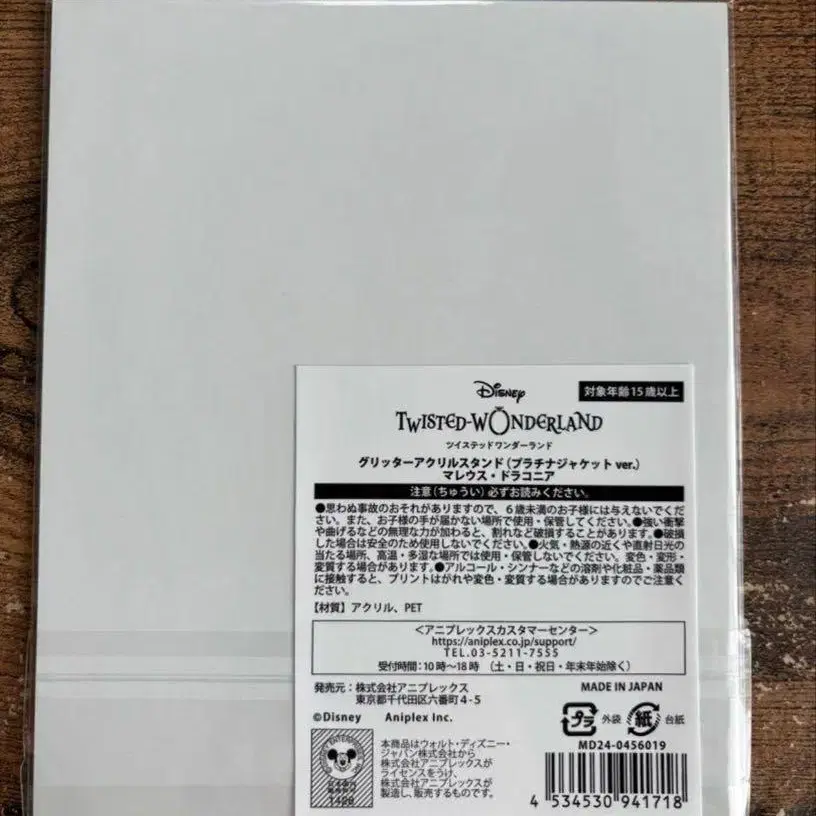 Disney
対象年齢15歳以上
TWISTED-WONDERLAND
ツイステッドワンダーランド
グリッターアクリルスタンド(プラチナジャケット ver.)
マレウス・ドラコニア
注意(ちゅうい)必ずお読みください。
●思わぬ事故のおそれがありますので、6歳未満のお子様には与えないでく
ださい。また、お子様の手が届かない場所で使用・保管してください。●強い衝撃
や曲げるなどの無理な力が加わると、割れなど破損することがあります。●破損
した場合は安全のため使用しないでください。●火気・熱源の近くや直射日光の
当たる場所、高温・多湿な場所では使用・保管しないでください。変色・変形・
変質する場合があります。●アルコール・シンナーなどの溶剤や化粧品・薬品類
に接触すると、プリントはがれや変色・変質する場合がありますのでご注意く
ださい。
【材質】アクリル、PET
<アニプレックスカスタマーセンター>
https://aniplex.co.jp/support/
TEL.03-5211-7555
受付時間:10時～18時 (土・日・祝日・年末年始除く)
発売元:株式会社アニプレックス
東京都千代田区六番町4-5
MADE IN JAPAN
©Disney Aniplex Inc.
プラ 外袋 紙 台紙
MD24-0456019
本商品はウォルト・ディズニー・
ジャパン株式会社から
株式会社アニプレックスが
ライセンスをうけ、
株式会社アニプレックスが
製造し、販売するものです。
4 534530 941718